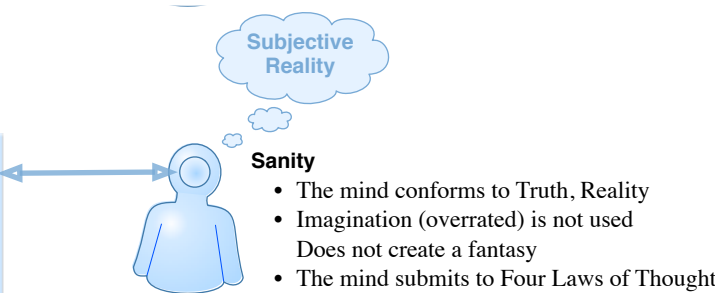 Subjective
Reality
Sanity
• The mind conforms to Truth, Reality
• Imagination (overrated) is not used
Does not create a fantasy
• The mind submits to Four Laws of Thought